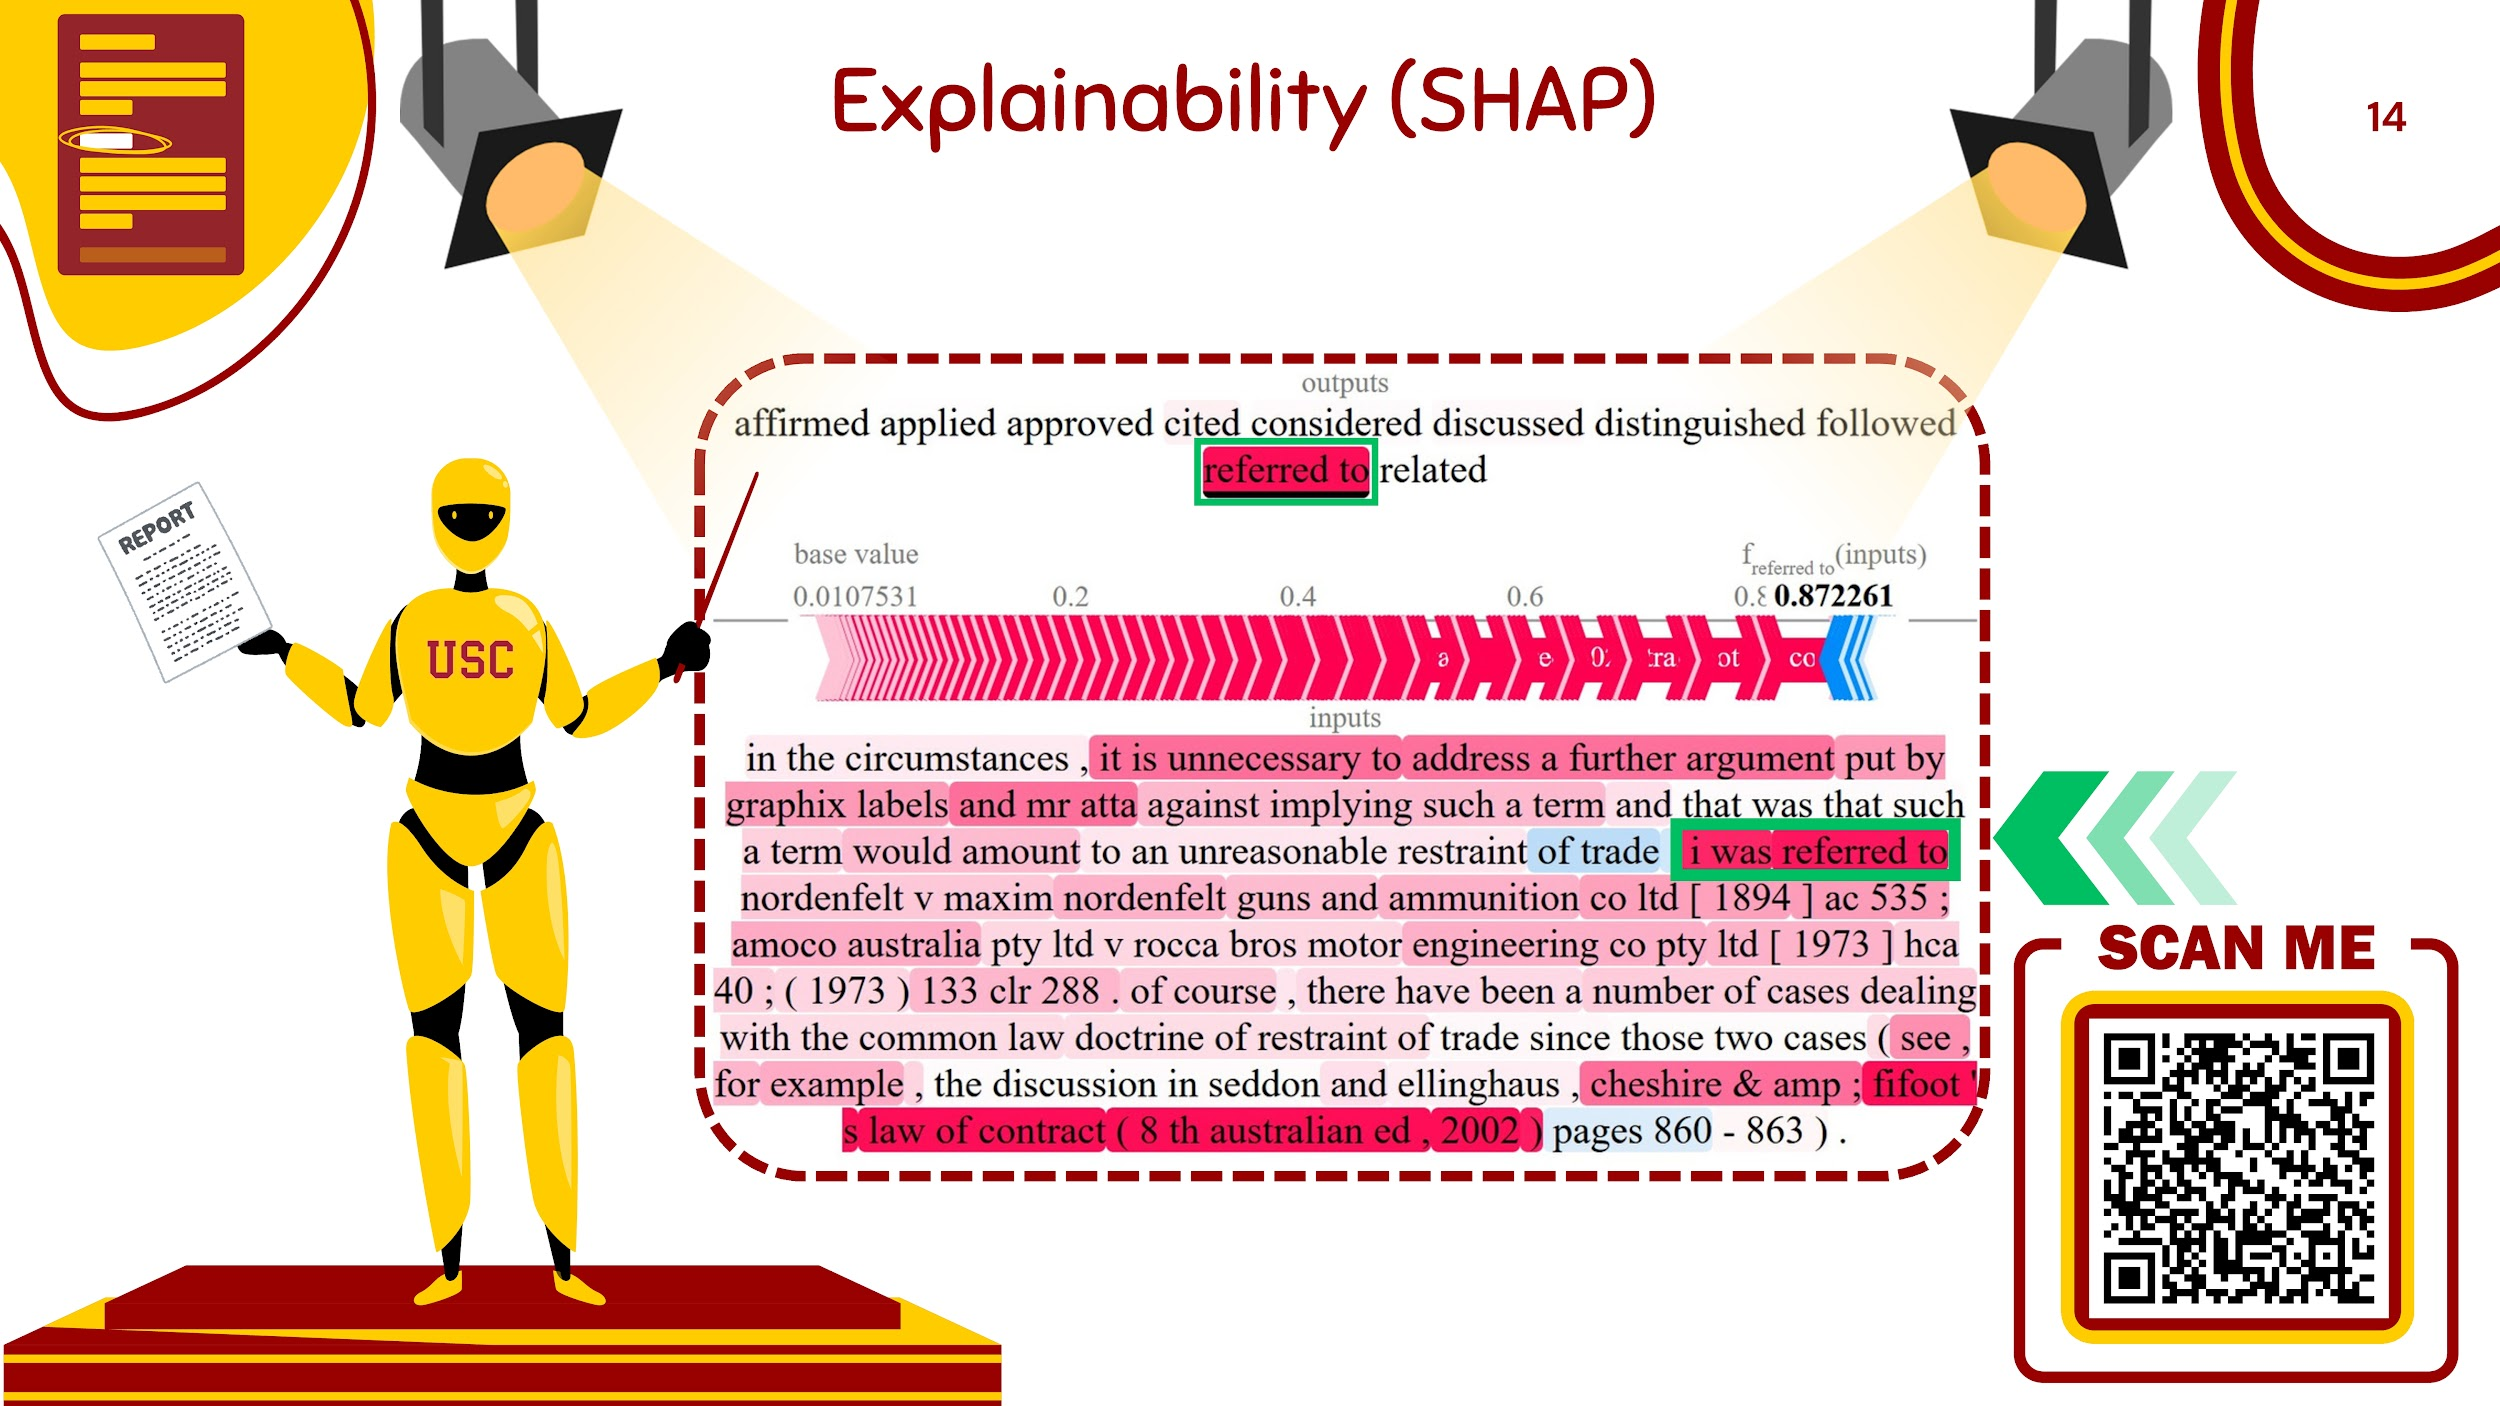 Explainability (SHAP)
14
outputs
affirmed applied approved cited considered discussed distinguished followed
referred to related
base value
f referred to (inputs)
0.0107531 0.2 0.4 0.6 0.8 0.872261
a e 0 tra ot co
inputs
in the circumstances , it is unnecessary to address a further argument put by
graphix labels and mr atta against implying such a term and that was that such
a term would amount to an unreasonable restraint of trade i was referred to
nordenfelt v maxim nordenfelt guns and ammunition co ltd [ 1894 ] ac 535 ;
amoco australia pty ltd v rocca bros motor engineering co pty ltd [ 1973 ] hca
40 ; ( 1973 ) 133 clr 288 . of course , there have been a number of cases dealing
with the common law doctrine of restraint of trade since those two cases ( see ,
for example , the discussion in seddon and ellinghaus , cheshire & amp ; fifoot '
s law of contract ( 8 th australian ed , 2002 ) pages 860 - 863 ) .
REPORT
USC
SCAN ME